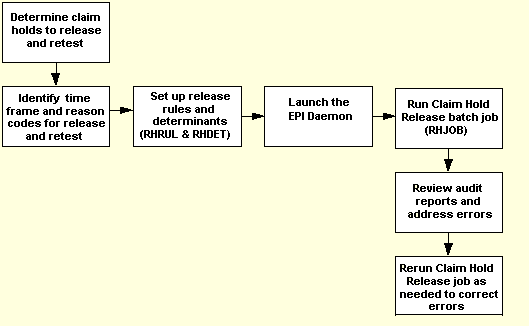 Determine claim
holds to release
and retest
Identify time
frame and reason
codes for release
and retest
Set up release
rules and
determinants
(RHRUL & RHDET)
Launch the
EPI Daemon
Run Claim Hold
Release batch job
(RHJOB)
Review audit
reports and
address errors
Rerun Claim Hold
Release job as
needed to correct
errors